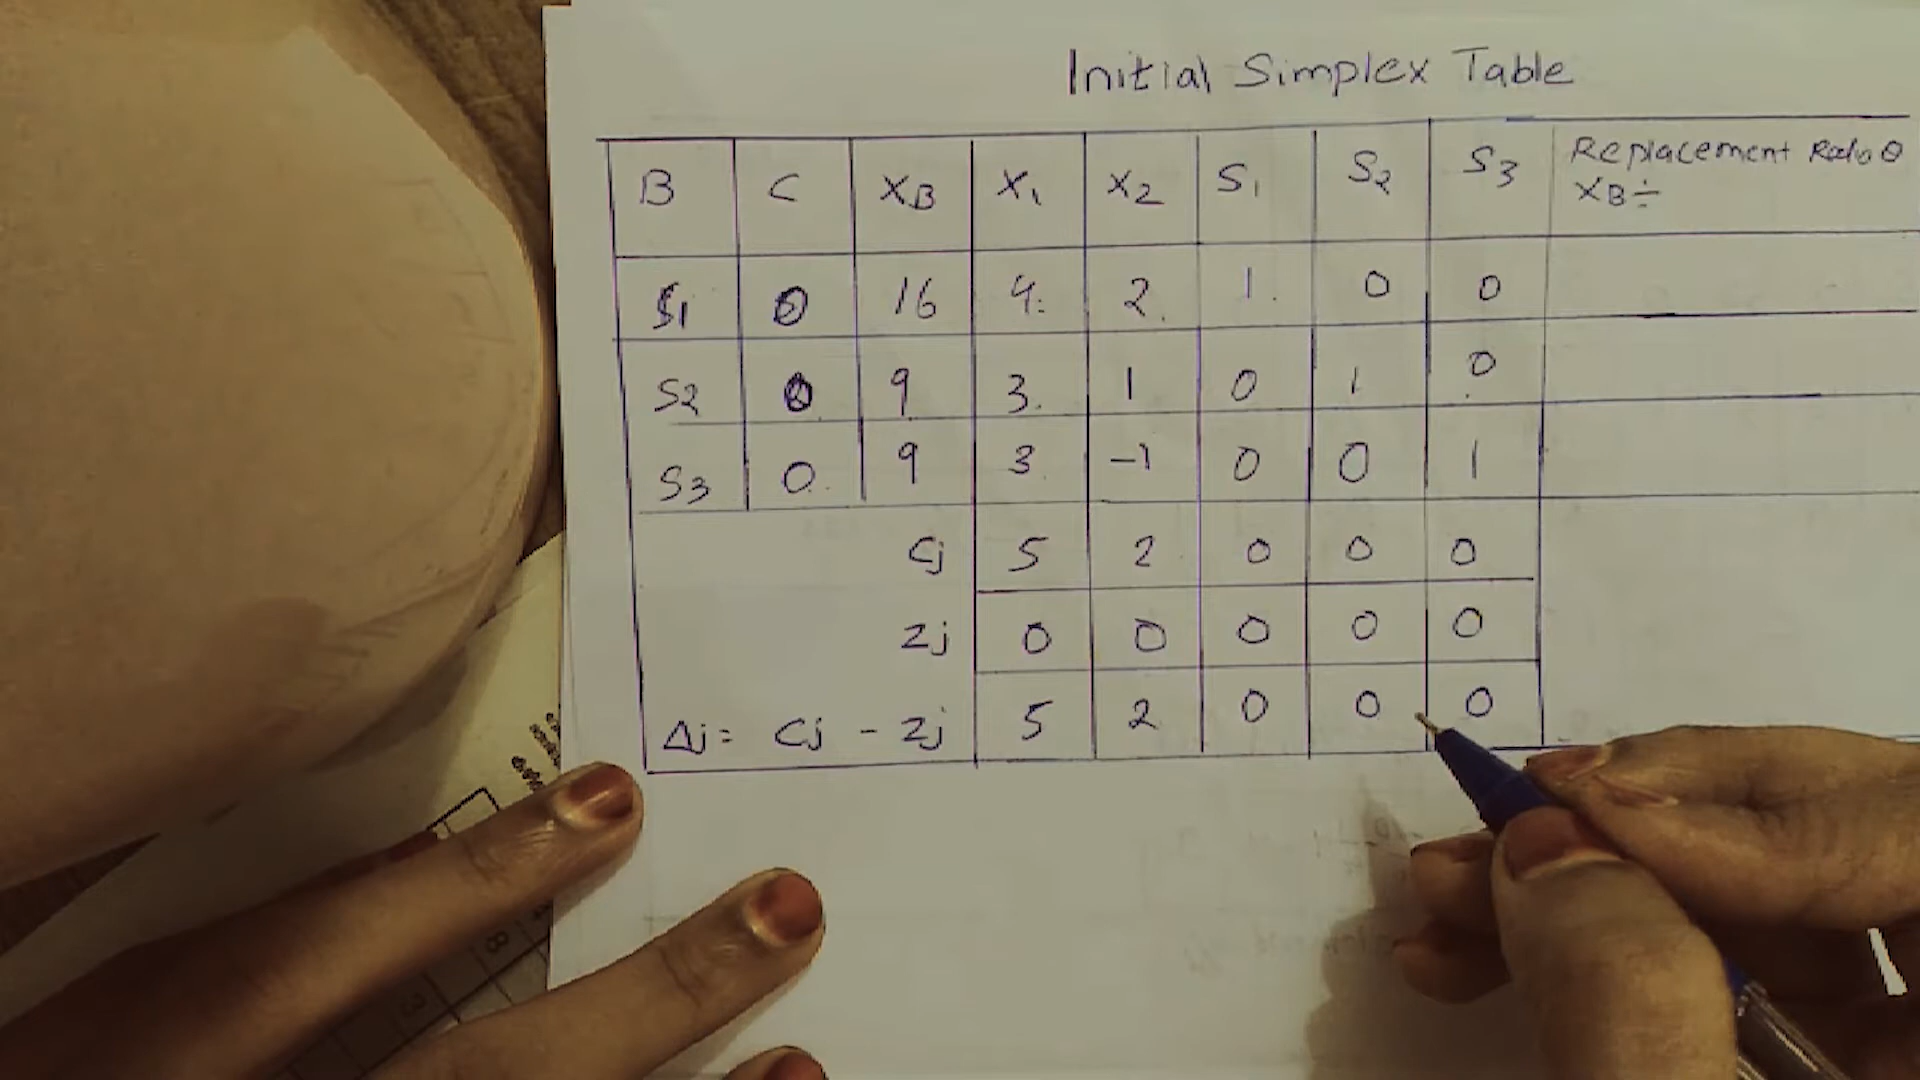 Initial Simplex Table
B C XB X1 X2 S1 S2 S3 Replacement Ratio θ
XB÷
S1 0 16 4 2 1 0 0
S2 0 9 3 1 0 1 0
S3 0 9 3 -1 0 0 1
Cj 5 2 0 0 0
Zj 0 0 0 0 0
Δj= Cj - Zj 5 2 0 0 0